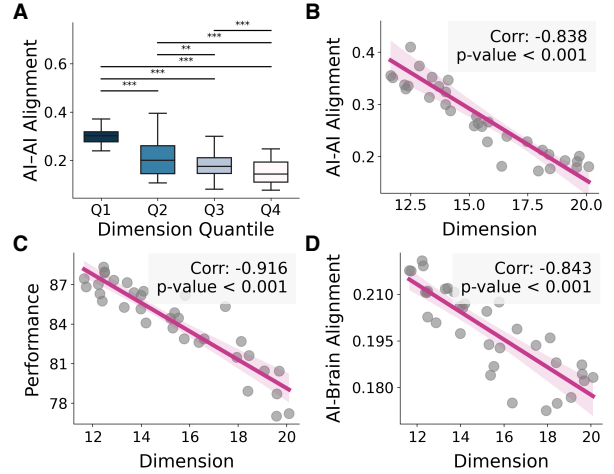 A
AI–AI Alignment
0.6
0.4
0.2
***
***
**
***
***
***
Q1 Q2 Q3 Q4
Dimension Quantile
B
AI-AI Alignment
0.4
0.3
0.2
Corr: -0.838
p-value < 0.001
12.5 15.0 17.5 20.0
Dimension
C
Performance
87
84
81
78
Corr: -0.916
p-value < 0.001
12 14 16 18 20
Dimension
D
AI-Brain Alignment
0.210
0.195
0.180
Corr: -0.843
p-value < 0.001
12 14 16 18 20
Dimension